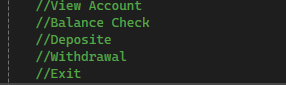 //View Account
//Balance Check
//Deposite
//Withdrawal
//Exit